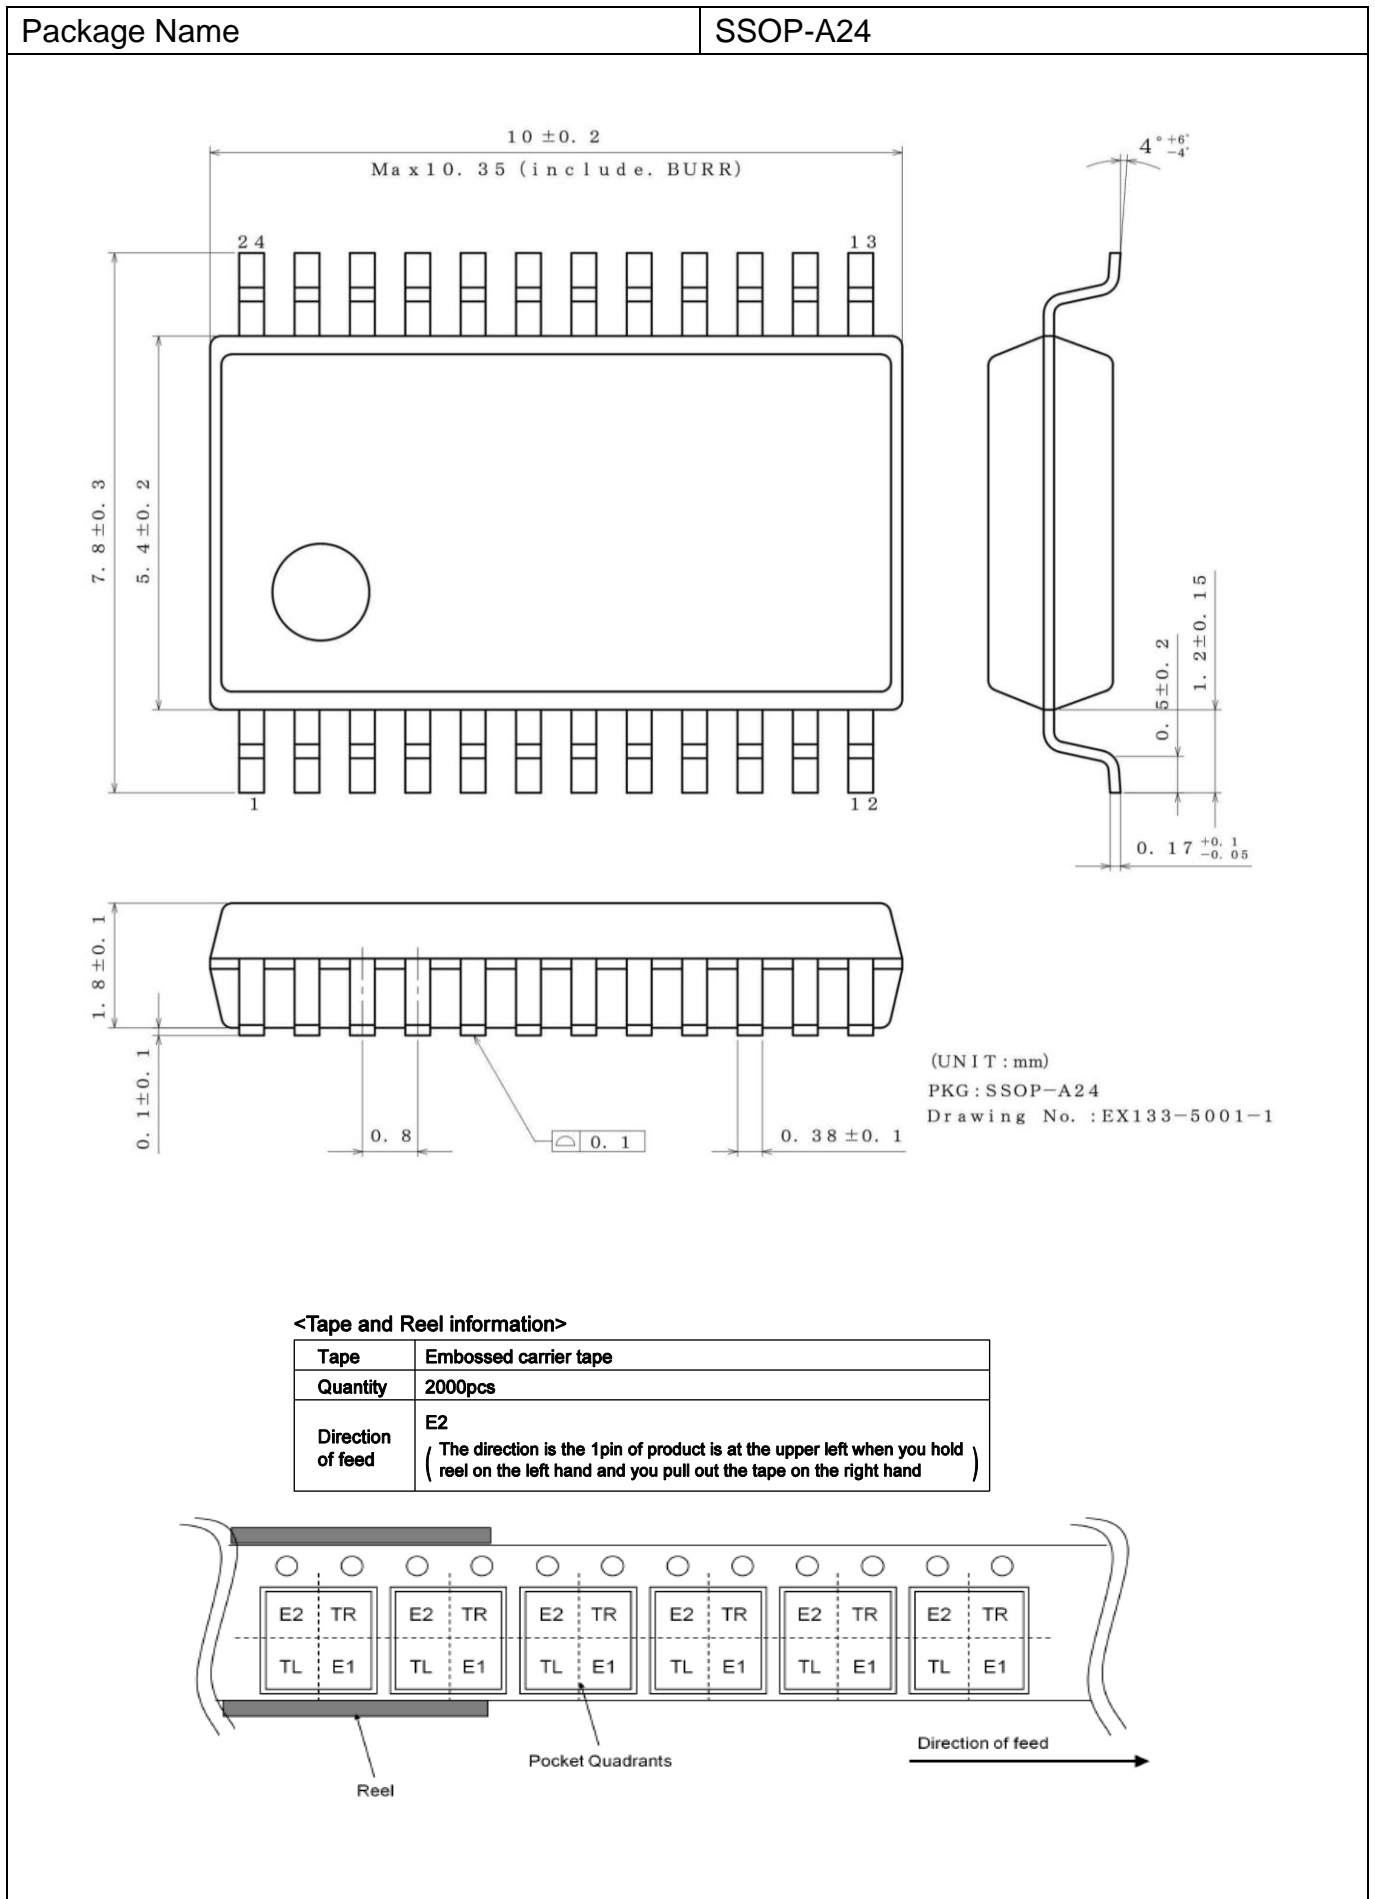 Package Name SSOP-A24
10±0.2
Max10.35 (include. BURR)
4°+6°-4°
24 13
7.8±0.3
5.4±0.2
1.2±0.15
0.5±0.2
1 12
0.17+0.1-0.05
1.8±0.1
0.1±0.1
(UNIT:mm)
PKG:SSOP-A24
Drawing No. :EX133-5001-1
0.8 0.1 0.38±0.1
<Tape and Reel information>
Tape Embossed carrier tape
Quantity 2000pcs
Direction of feed E2
( The direction is the 1pin of product is at the upper left when you hold
reel on the left hand and you pull out the tape on the right hand )
E2 TR E2 TR E2 TR E2 TR E2 TR E2 TR
TL E1 TL E1 TL E1 TL E1 TL E1 TL E1
Direction of feed
Pocket Quadrants
Reel